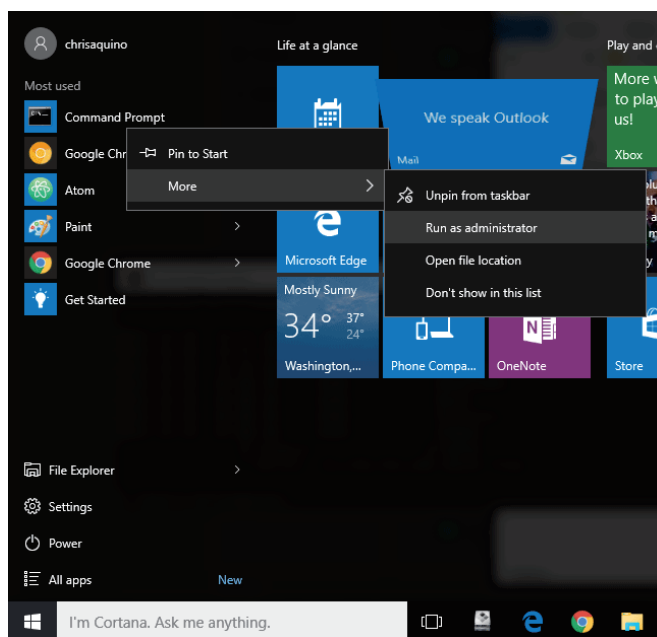 chrisaquino
Life at a glance
Play and
Most used
Command Prompt
Google Chr
Atom
Paint
Google Chrome
Get Started
Pin to Start
More
Unpin from taskbar
Run as administrator
Open file location
Don't show in this list
We speak Outlook
Mail
More
to play
us!
Xbox
Microsoft Edge
Mostly Sunny
34° 37°
24°
Washington,...
Phone Compa...
OneNote
Store
File Explorer
Settings
Power
All apps
New
I'm Cortana. Ask me anything.